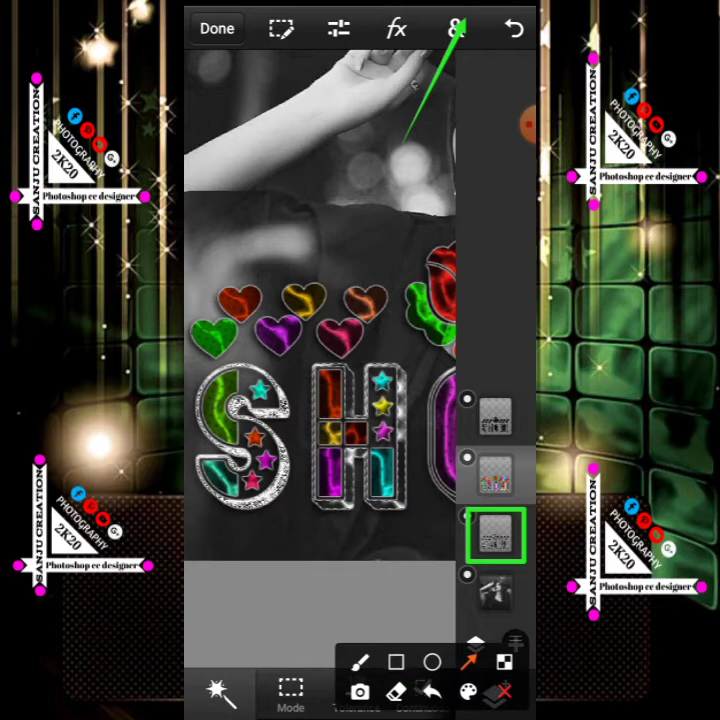 Done
fx
&
SH
Mode
SANJU CREATION
PHOTOGRAPHY
2K20
Photoshop cc designer
G+
SANJU CREATION
PHOTOGRAPHY
2K20
Photoshop cc designer
G+
SANJU CREATION
PHOTOGRAPHY
2K20
Photoshop cc designer
G+
SANJU CREATION
PHOTOGRAPHY
2K20
Photoshop cc designer
G+